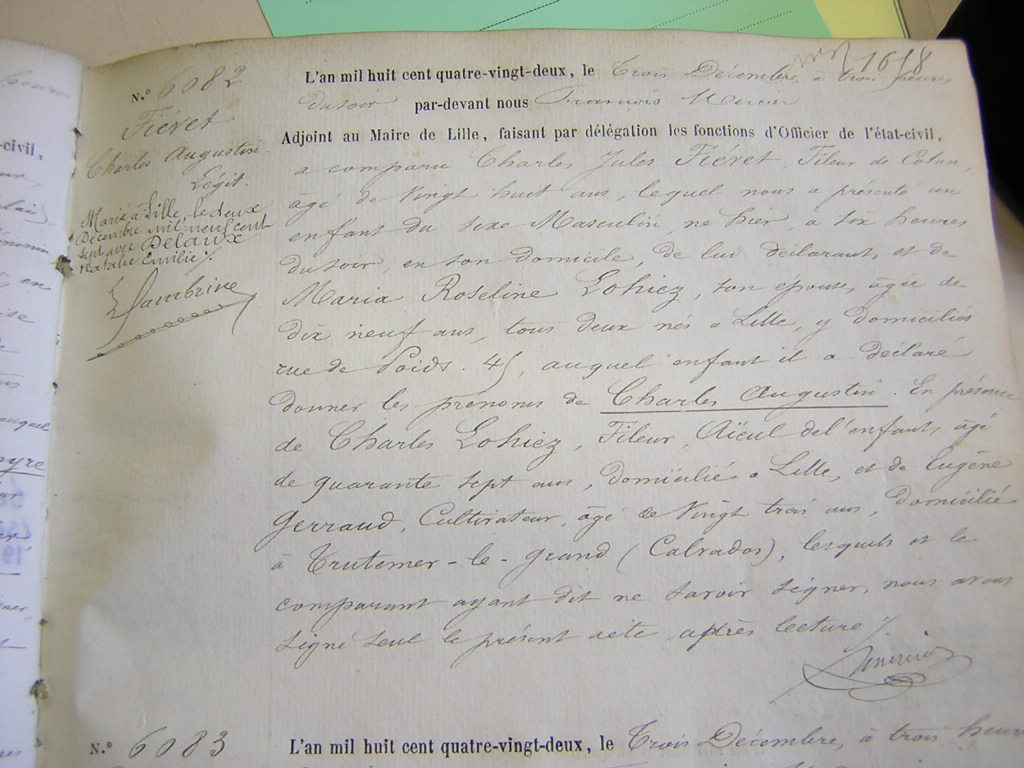 1618
N.º 6082
Fiévet
Charles Augustin
Légit.
Marié à Lille, le deux
Décembre mil neuf cent
sept avec Delaux
Natalie Emilie
L'an mil huit cent quatre-vingt-deux, le Trois Décembre, à trois heures
du soir par-devant nous François Mercier
Adjoint au Maire de Lille, faisant par délégation les fonctions d'Officier de l'état-civil,
a comparu Charles Jules Fiévet, Fileur de Coton,
âgé de Vingt huit ans, lequel nous a présenté un
enfant du sexe Masculin, né hier à six heures
du soir, en son domicile, de lui déclarant, et de
Maria Roseline Lohiez, son épouse, âgée de
dix neuf ans, tous deux nés à Lille, y domiciliés
rue de Poids. 45, auquel enfant il a déclaré
donner les prénoms de Charles Augustin. En présence
de Charles Lohiez, Fileur, Aïeul de l'enfant, âgé
de quarante sept ans, domicilié à Lille, et de Eugène
Gerraud, Cultivateur, âgé de Vingt trois ans, domicilié
à Trutemer-le-grand (Calvados), lesquels et le
comparant ayant dit ne savoir signer, nous avons
signé seul le présent acte après lecture
N.º 6083 L'an mil huit cent quatre-vingt-deux, le Trois Décembre, à trois heures
-civil,
auquel